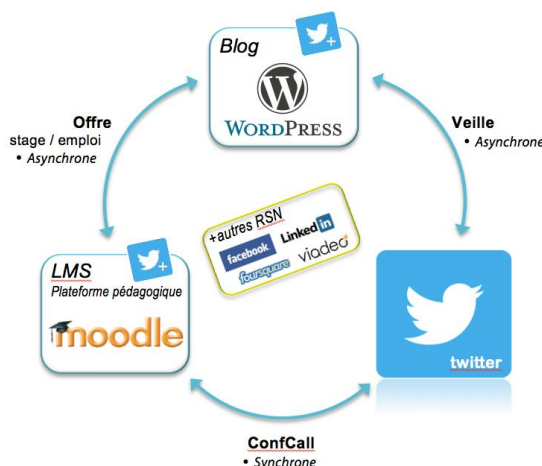 Blog
WORDPRESS
Offre
stage / emploi
• Asynchrone
Veille
• Asynchrone
+autres RSN
facebook
Linked in
foursquare
viadeo
LMS
Plateforme pédagogique
moodle
twitter
ConfCall
• Synchrone